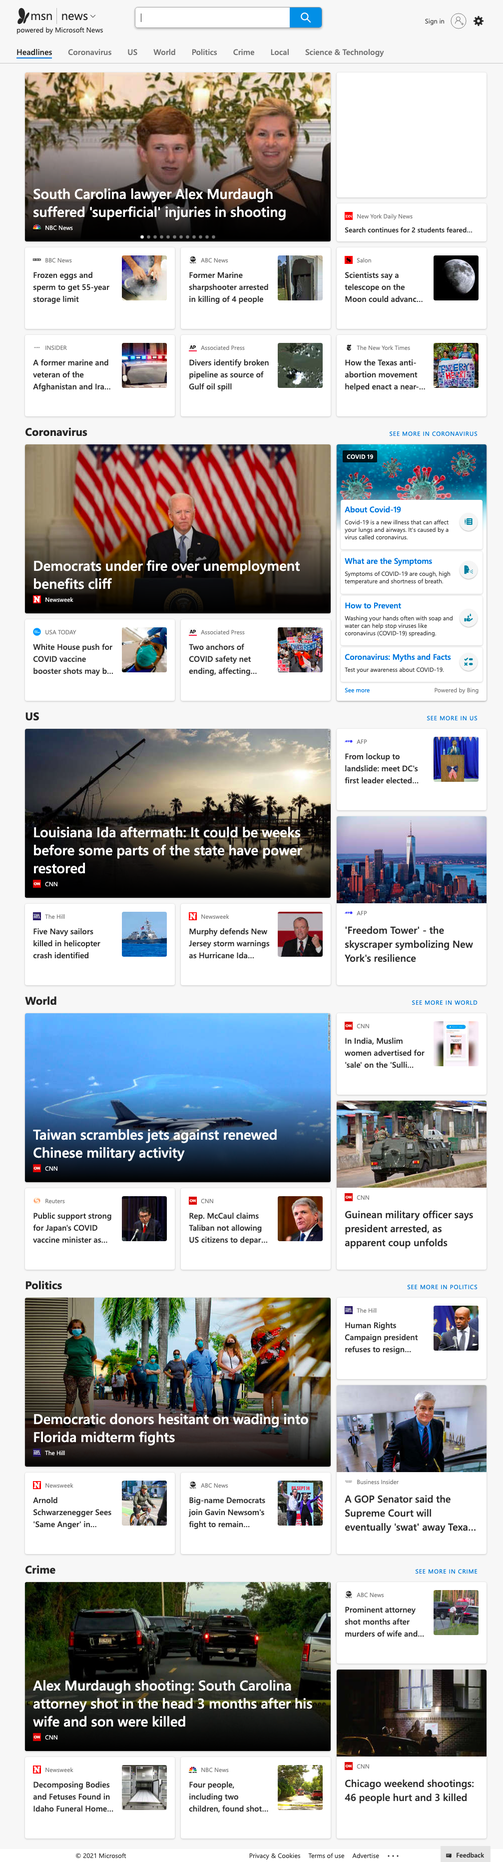 msn news
powered by Microsoft News
Sign in
Headlines Coronavirus US World Politics Crime Local Science & Technology
South Carolina lawyer Alex Murdaugh
suffered 'superficial' injuries in shooting
NBC News
New York Daily News
Search continues for 2 students feared...
BBC News
Frozen eggs and
sperm to get 55-year
storage limit
ABC News
Former Marine
sharpshooter arrested
in killing of 4 people
Salon
Scientists say a
telescope on the
Moon could advanc...
INSIDER
A former marine and
veteran of the
Afghanistan and Ira...
AP Associated Press
Divers identify broken
pipeline as source of
Gulf oil spill
The New York Times
How the Texas anti-
abortion movement
helped enact a near-...
Coronavirus
SEE MORE IN CORONAVIRUS
Democrats under fire over unemployment
benefits cliff
Newsweek
COVID 19
About Covid-19
Covid-19 is a new illness that can affect
your lungs and airways. It's caused by a
virus called coronavirus.
What are the Symptoms
Symptoms of COVID-19 are cough, high
temperature and shortness of breath.
How to Prevent
Washing your hands often with soap and
water can help stop viruses like
coronavirus (COVID-19) spreading.
Coronavirus: Myths and Facts
Test your awareness about COVID-19.
See more
Powered by Bing
USA TODAY
White House push for
COVID vaccine
booster shots may b...
AP Associated Press
Two anchors of
COVID safety net
ending, affecting...
US
SEE MORE IN US
Louisiana Ida aftermath: It could be weeks
before some parts of the state have power
restored
CNN
AFP
From lockup to
landslide: meet DC's
first leader elected...
AFP
'Freedom Tower' - the
skyscraper symbolizing New
York's resilience
The Hill
Five Navy sailors
killed in helicopter
crash identified
Newsweek
Murphy defends New
Jersey storm warnings
as Hurricane Ida...
World
SEE MORE IN WORLD
Taiwan scrambles jets against renewed
Chinese military activity
CNN
CNN
In India, Muslim
women advertised for
'sale' on the 'Sulli...
CNN
Guinean military officer says
president arrested, as
apparent coup unfolds
Reuters
Public support strong
for Japan's COVID
vaccine minister as...
CNN
Rep. McCaul claims
Taliban not allowing
US citizens to depar...
Politics
SEE MORE IN POLITICS
Democratic donors hesitant on wading into
Florida midterm fights
The Hill
The Hill
Human Rights
Campaign president
refuses to resign...
Business Insider
A GOP Senator said the
Supreme Court will
eventually 'swat' away Texa...
Newsweek
Arnold
Schwarzenegger Sees
'Same Anger' in...
ABC News
Big-name Democrats
join Gavin Newsom's
fight to remain...
Crime
SEE MORE IN CRIME
Alex Murdaugh shooting: South Carolina
attorney shot in the head 3 months after his
wife and son were killed
CNN
ABC News
Prominent attorney
shot months after
murders of wife and...
CNN
Chicago weekend shootings:
46 people hurt and 3 killed
Newsweek
Decomposing Bodies
and Fetuses Found in
Idaho Funeral Home...
NBC News
Four people,
including two
children, found shot...
© 2021 Microsoft Privacy & Cookies Terms of use Advertise ... Feedback